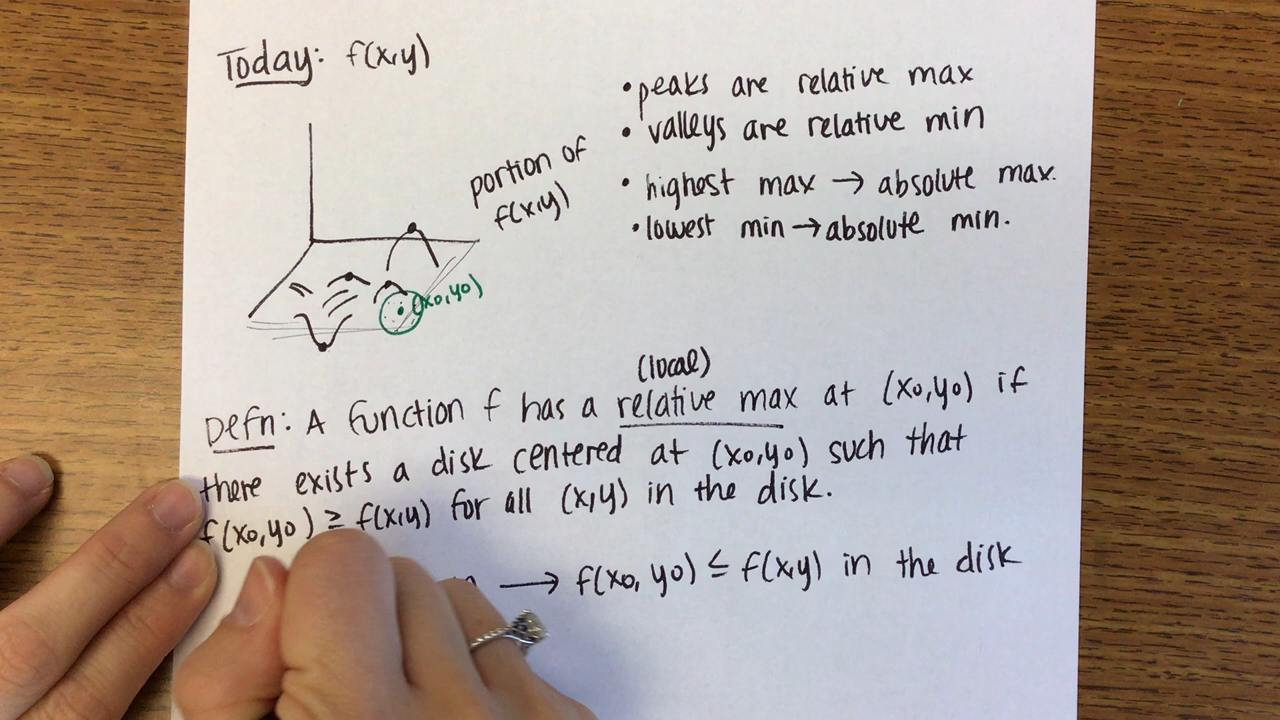 Today: f(x,y)
• peaks are relative max
• valleys are relative min
• highest max → absolute max.
• lowest min → absolute min.
portion of
f(x,y)
(x0,y0)
(local)
Defn: A function f has a relative max at (x0,y0) if
there exists a disk centered at (x0,y0) such that
f(x0,y0) ≥ f(x,y) for all (x,y) in the disk.
→ f(x0, y0) ≤ f(x,y) in the disk